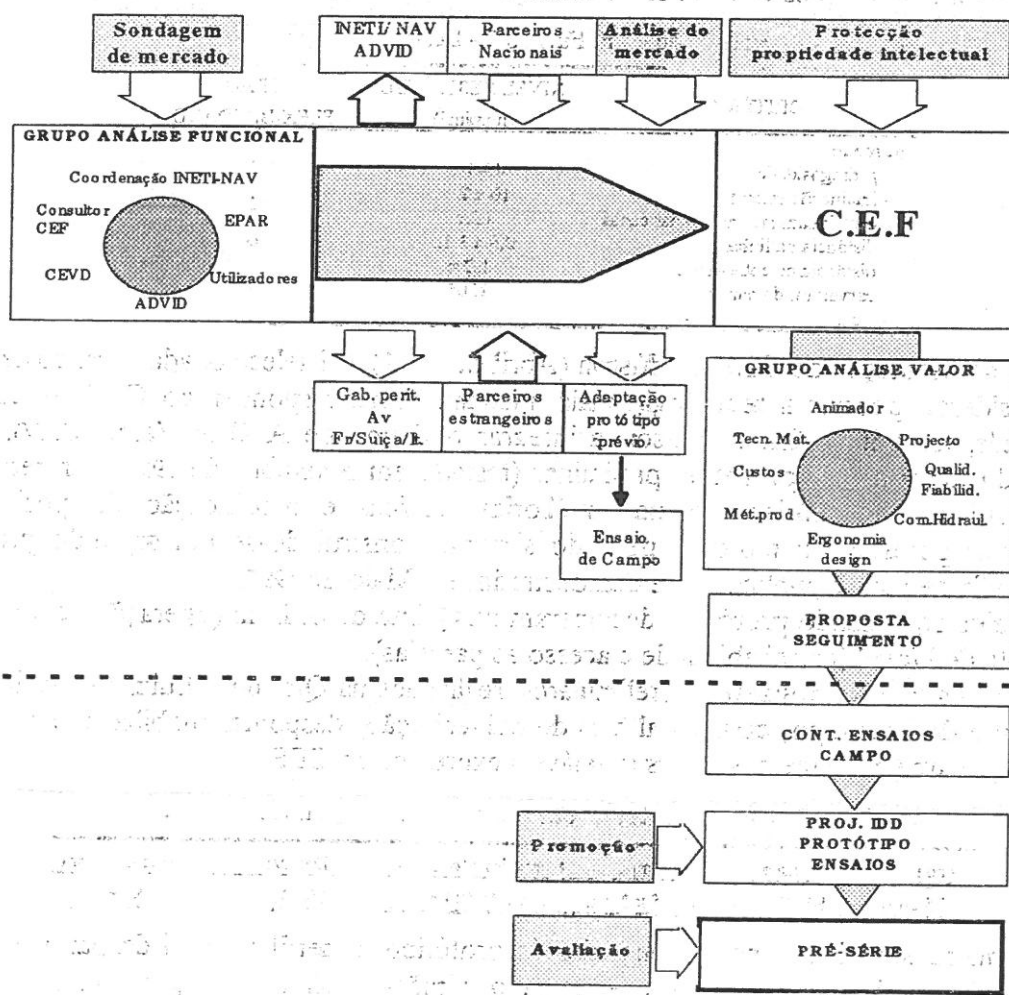 Sondagem
de mercado
INETI/ NAV
ADVID
Parceiros
Nacionais
Análise do
mercado
Protecção
propriedade intelectual
GRUPO ANÁLISE FUNCIONAL
Coordenação INETI-NAV
Consultor
CEF
EPAR
CEVD
Utilizadores
ADVID
C.E.F
Gab. perit.
Av
Fr/Suiça/It.
Parceiros
estrangeiros
Adaptação
protótipo
prévio
Ensaio.
de Campo
GRUPO ANÁLISE VALOR
Animador
Tecn. Mat.
Projecto
Custos
Qualid.
Fiabilid.
Mét.prod
Com.Hidraul.
Ergonomia
design
PROPOSTA
SEGUIMENTO
CONT. ENSAIOS
CAMPO
Promoção
PROJ. IDD
PROTÓTIPO
ENSAIOS
Avaliação
PRÉ-SÉRIE